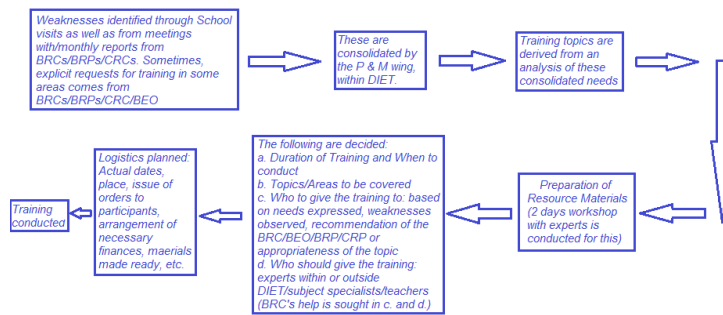 Weaknesses identified through School
visits as well as from meetings
with/monthly reports from
BRCs/BRPs/CRCs. Sometimes,
explicit requests for training in some
areas comes from
BRCs/BRPs/CRC/BEO
These are
consolidated by
the P & M wing,
within DIET.
Training topics are
derived from an
analysis of these
consolidated needs
Preparation of
Resource Materials
(2 days workshop
with experts is
conducted for this)
The following are decided:
a. Duration of Training and When to
conduct
b. Topics/Areas to be covered
c. Who to give the training to: based
on needs expressed, weaknesses
observed, recommendation of the
BRC/BEO/BRP/CRP or
appropriateness of the topic
d. Who should give the training:
experts within or outside
DIET/subject specialists/teachers
(BRC's help is sought in c. and d.)
Logistics planned:
Actual dates,
place, issue of
orders to
participants,
arrangement of
necessary
finances, maerials
made ready, etc.
Training
conducted